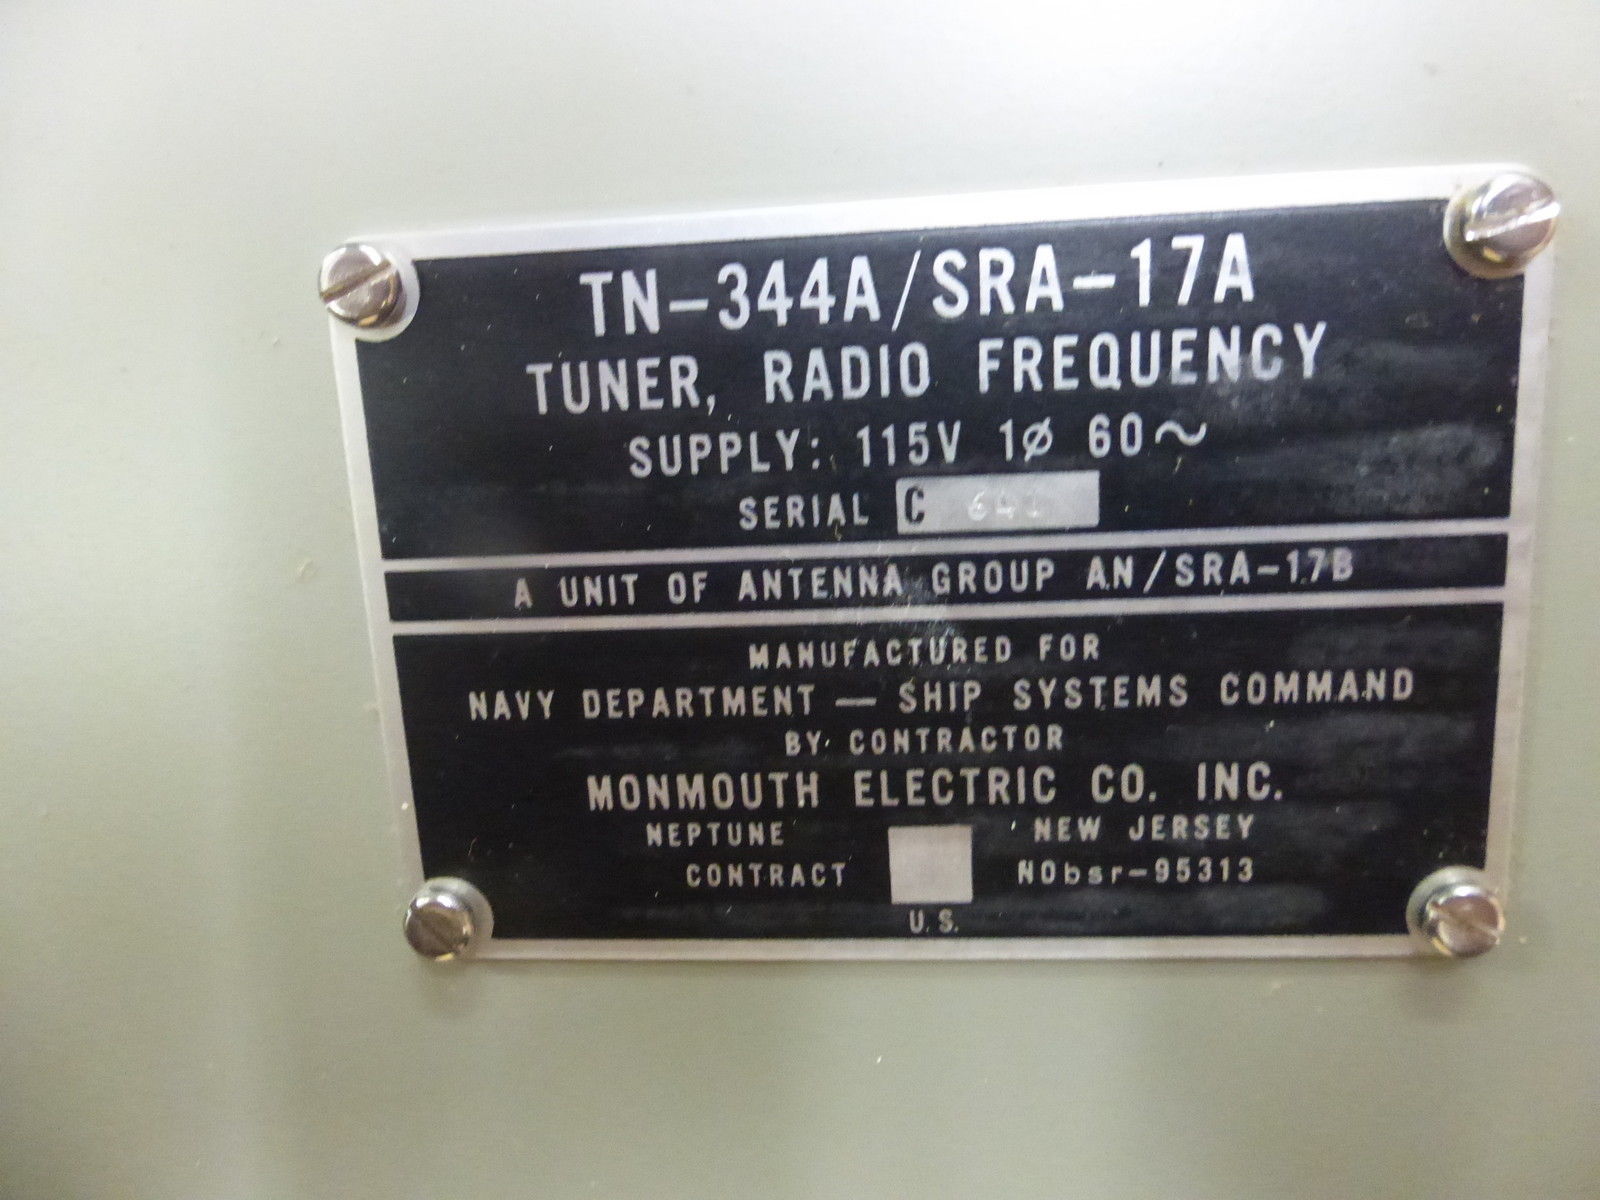 TN-344A/SRA-17A
TUNER, RADIO FREQUENCY
SUPPLY: 115V 1Ø 60~
SERIAL C
A UNIT OF ANTENNA GROUP AN/SRA-17B
MANUFACTURED FOR
NAVY DEPARTMENT — SHIP SYSTEMS COMMAND
BY CONTRACTOR
MONMOUTH ELECTRIC CO. INC.
NEPTUNE NEW JERSEY
CONTRACT NObsr-95313
U.S.